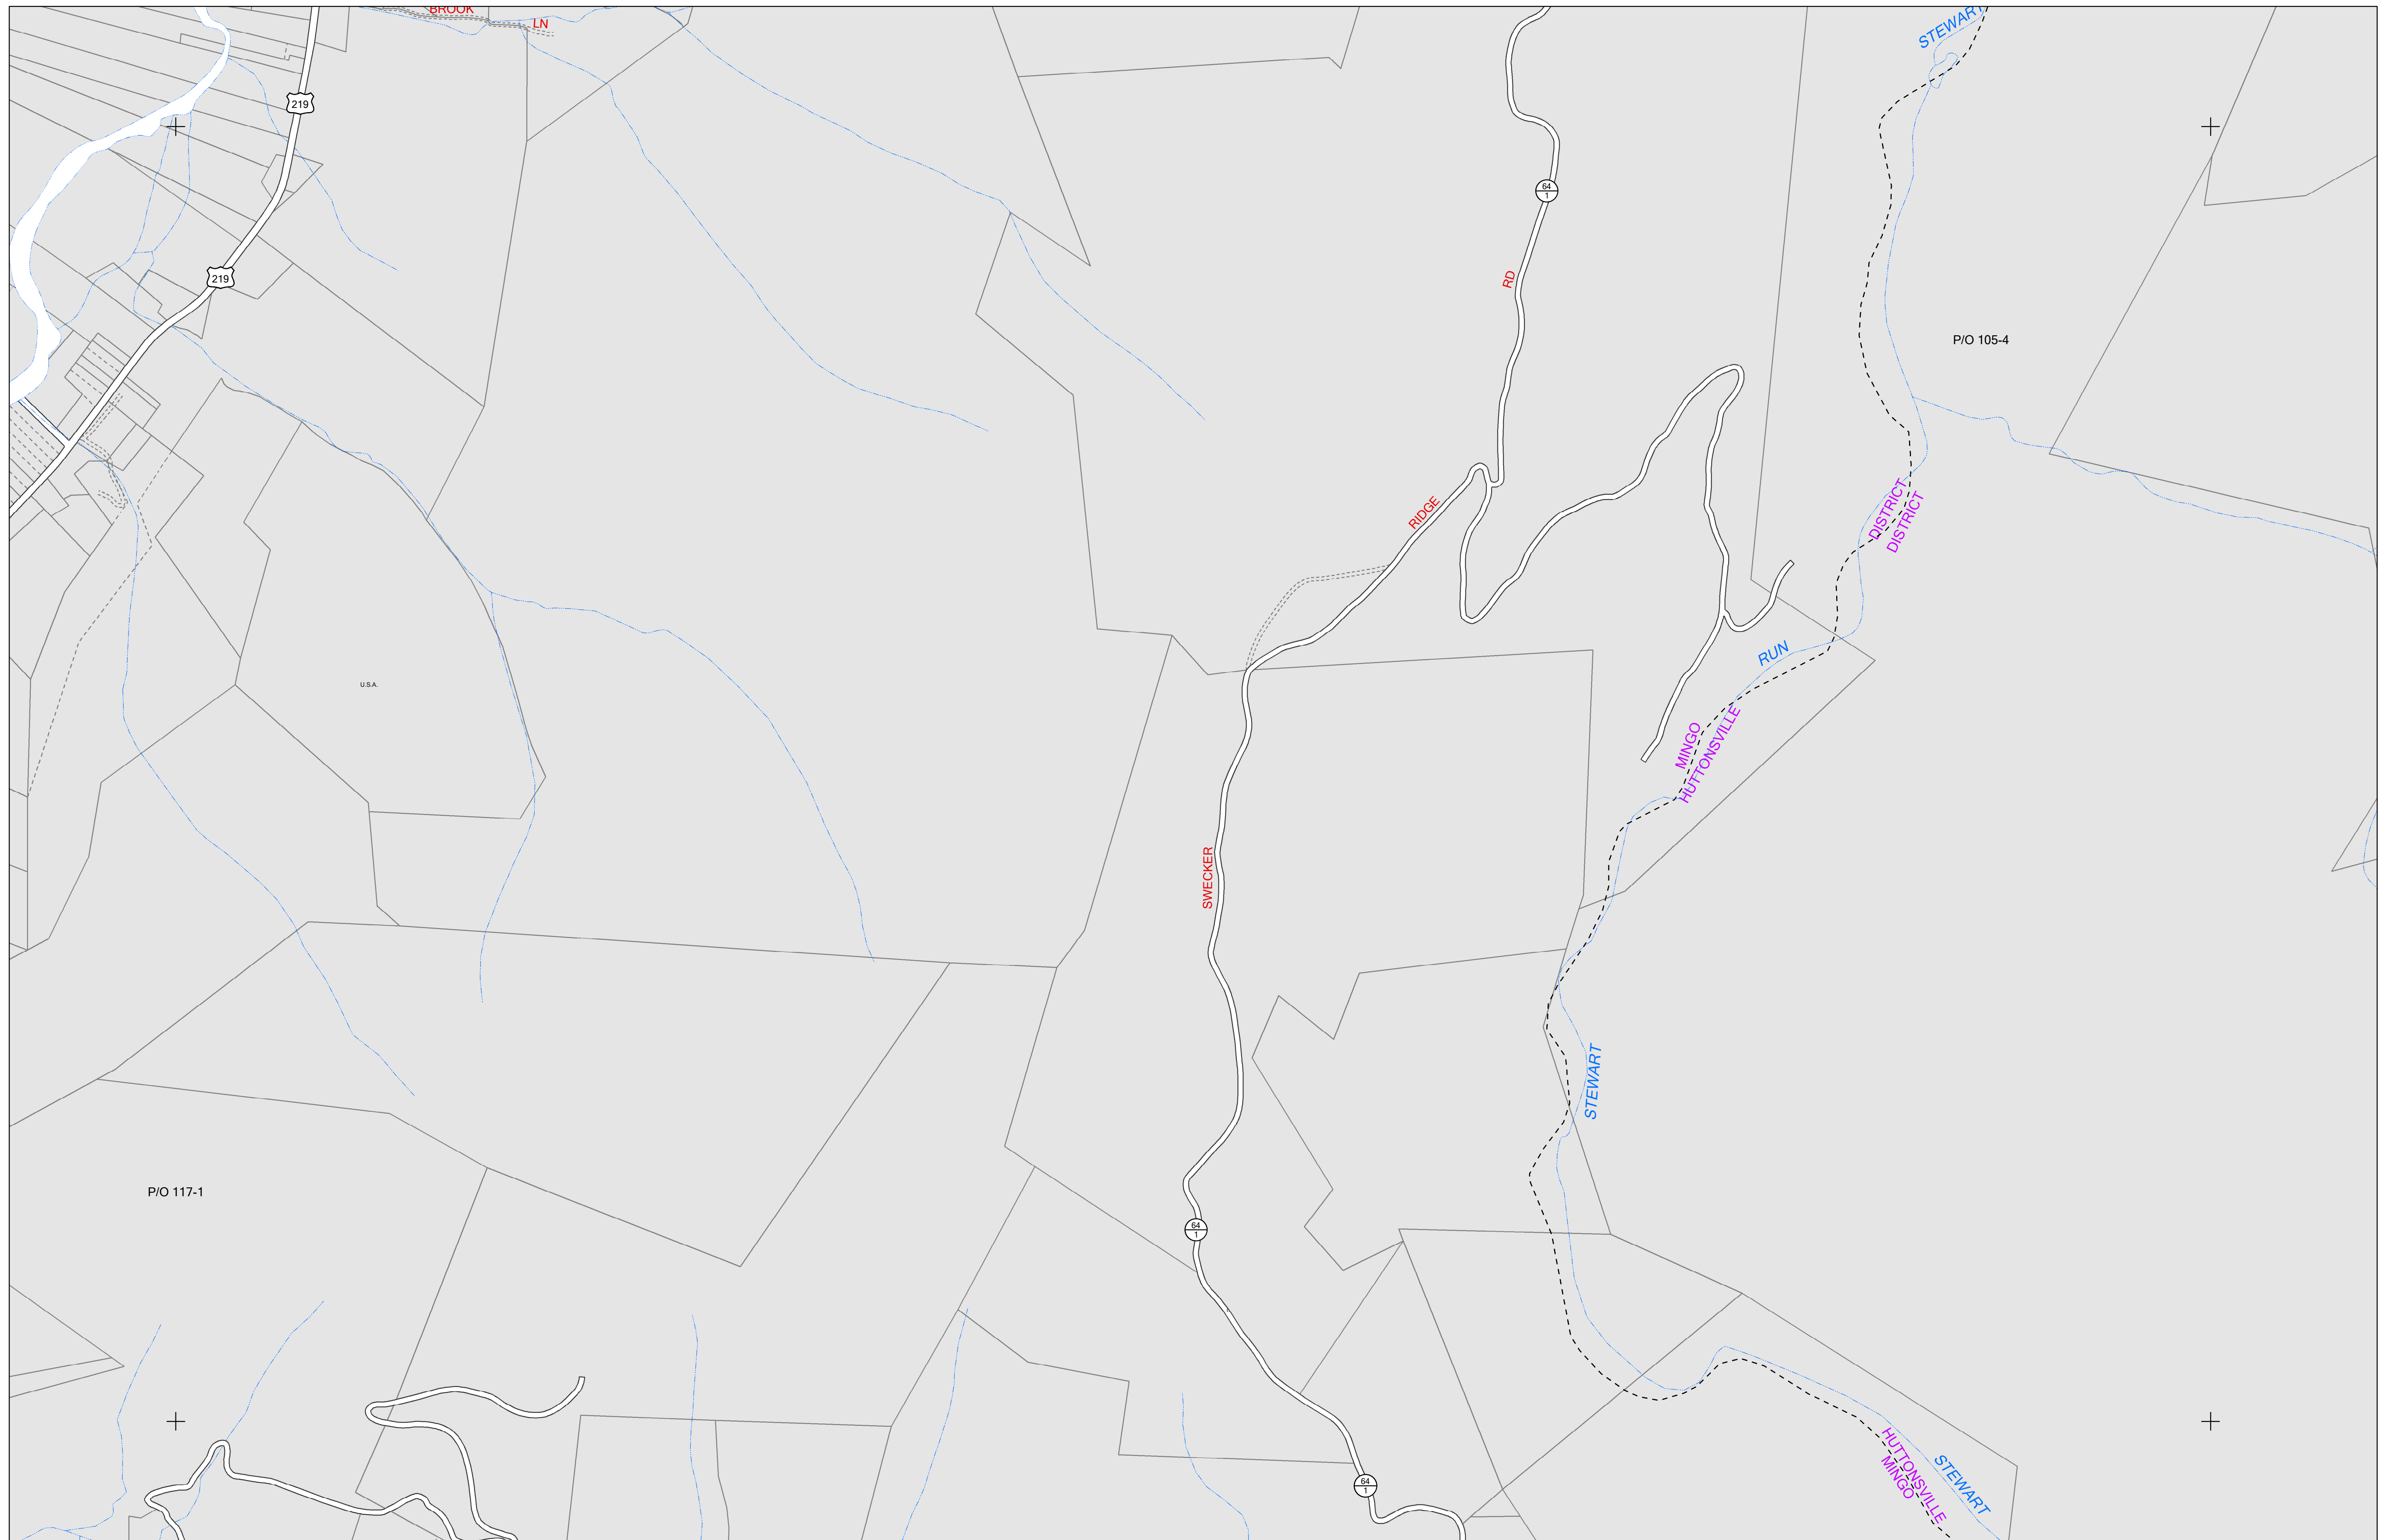 BROOK
LN
STEWART
219
64
1
219
RD
P/O 105-4
RIDGE
DISTRICT
DISTRICT
RUN
U.S.A.
MINGO
HUTTONSVILLE
SWECKER
STEWART
P/O 117-1
64
1
HUTTONSVILLE
MINGO
STEWART
64
1